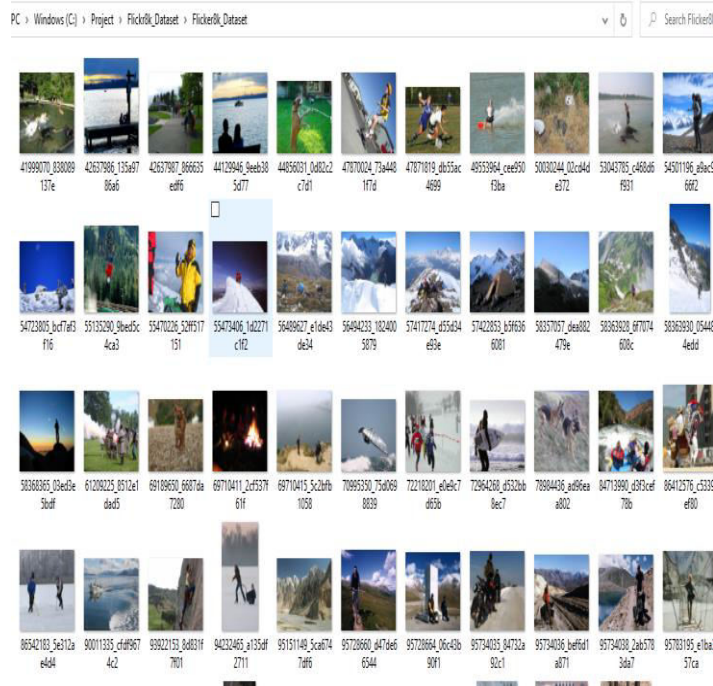 PC > Windows (C:) > Project > Flickr8k_Dataset > Flicker8k_Dataset
Search Flicker8k
41999070_838089 42637986_135a97 42637987_866635 44129946_9eeb38 44856031_0d82c2 47870024_73a448 47871819_db55ac 49553964_cee950 50030244_02cd4d 53043785_c468d6 54501196_a9ac9
137e 86a6 edf6 5d77 c7d1 1f7d 4699 f3ba e372 f931 66f2
54723805_bcf7af3 55135290_9bed5c 55470226_52ff517 55473406_1d2271 56489627_e1de43 56494233_182400 57417274_d55d34 57422853_b5f636 58357057_dea882 58363928_6f7074 58363930_05448
f16 4ca3 151 c1f2 de34 5879 e93e 6081 479e 608c 4edd
58368365_03ed3e 61209225_8512e1 69189650_6687da 69710411_2cf537f 69710415_5c2bfb 70995350_75d069 72218201_e0e9c7 72964268_d532bb 78984436_ad96ea 84713990_d3f3cef 86412576_c5339
5bdf dad5 7280 61f 1058 8839 d65b 8ec7 a802 78b ef80
86542183_5e312a 90011335_cfdf967 93922153_8d831f 94232465_a135df 95151149_5ca674 95728660_d47de6 95728664_06c43b 95734035_84732a 95734036_bef6d1 95734038_2ab578 95783195_e1ba
e4d4 4c2 7f01 2711 7df6 6544 90f1 92c1 a871 3da7 57ca